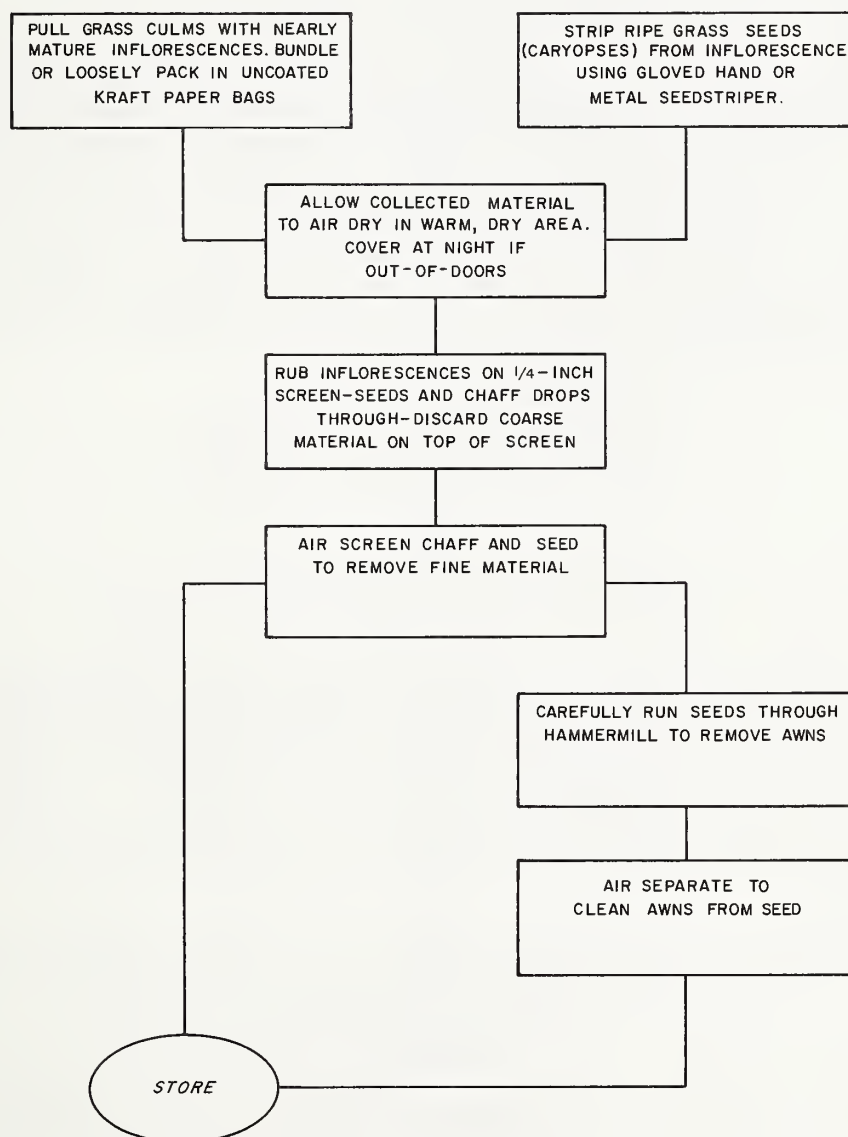 PULL GRASS CULMS WITH NEARLY
MATURE INFLORESCENCES. BUNDLE
OR LOOSELY PACK IN UNCOATED
KRAFT PAPER BAGS
STRIP RIPE GRASS SEEDS
(CARYOPSES) FROM INFLORESCENCE
USING GLOVED HAND OR
METAL SEEDSTRIPER.
ALLOW COLLECTED MATERIAL
TO AIR DRY IN WARM, DRY AREA.
COVER AT NIGHT IF
OUT-OF-DOORS
RUB INFLORESCENCES ON 1/4-INCH
SCREEN-SEEDS AND CHAFF DROPS
THROUGH-DISCARD COARSE
MATERIAL ON TOP OF SCREEN
AIR SCREEN CHAFF AND SEED
TO REMOVE FINE MATERIAL
CAREFULLY RUN SEEDS THROUGH
HAMMERMILL TO REMOVE AWNS
AIR SEPARATE TO
CLEAN AWNS FROM SEED
STORE